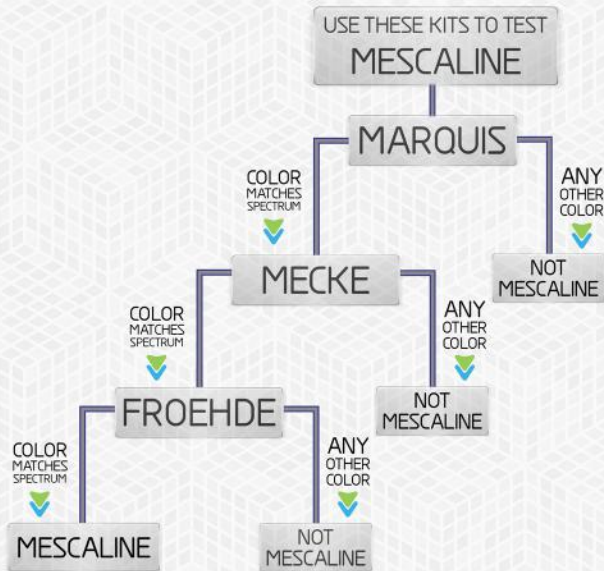 USE THESE KITS TO TEST
MESCALINE
MARQUIS
COLOR
MATCHES
SPECTRUM
ANY
OTHER
COLOR
MECKE
NOT
MESCALINE
COLOR
MATCHES
SPECTRUM
ANY
OTHER
COLOR
FROEHDE
NOT
MESCALINE
COLOR
MATCHES
SPECTRUM
ANY
OTHER
COLOR
MESCALINE
NOT
MESCALINE